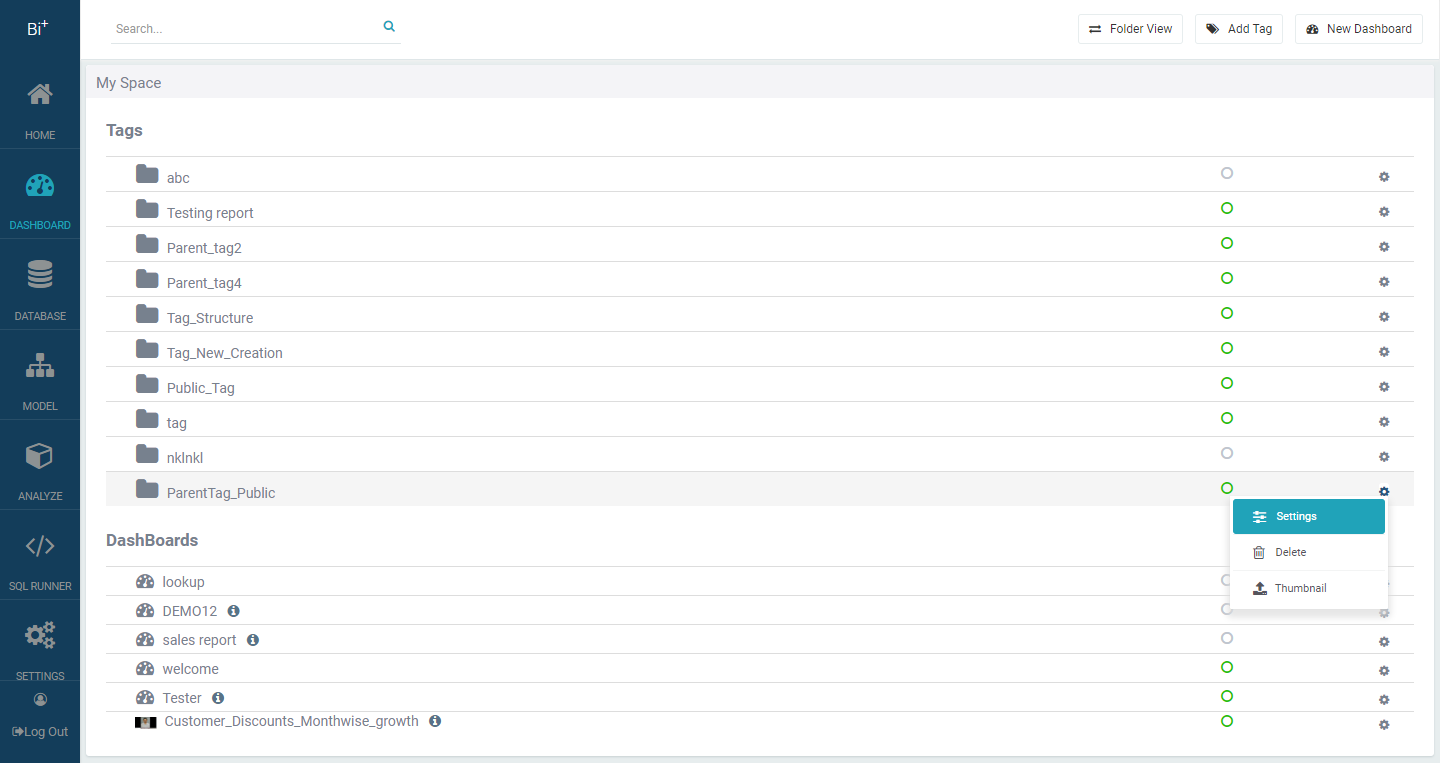 Bi+
Search...
Folder View
Add Tag
New Dashboard
HOME
DASHBOARD
DATABASE
MODEL
ANALYZE
SQL RUNNER
SETTINGS
Log Out
My Space
Tags
abc
Testing report
Parent_tag2
Parent_tag4
Tag_Structure
Tag_New_Creation
Public_Tag
tag
nklnkl
ParentTag_Public
Settings
Delete
Thumbnail
DashBoards
lookup
DEMO12
sales report
welcome
Tester
Customer_Discounts_Monthwise_growth